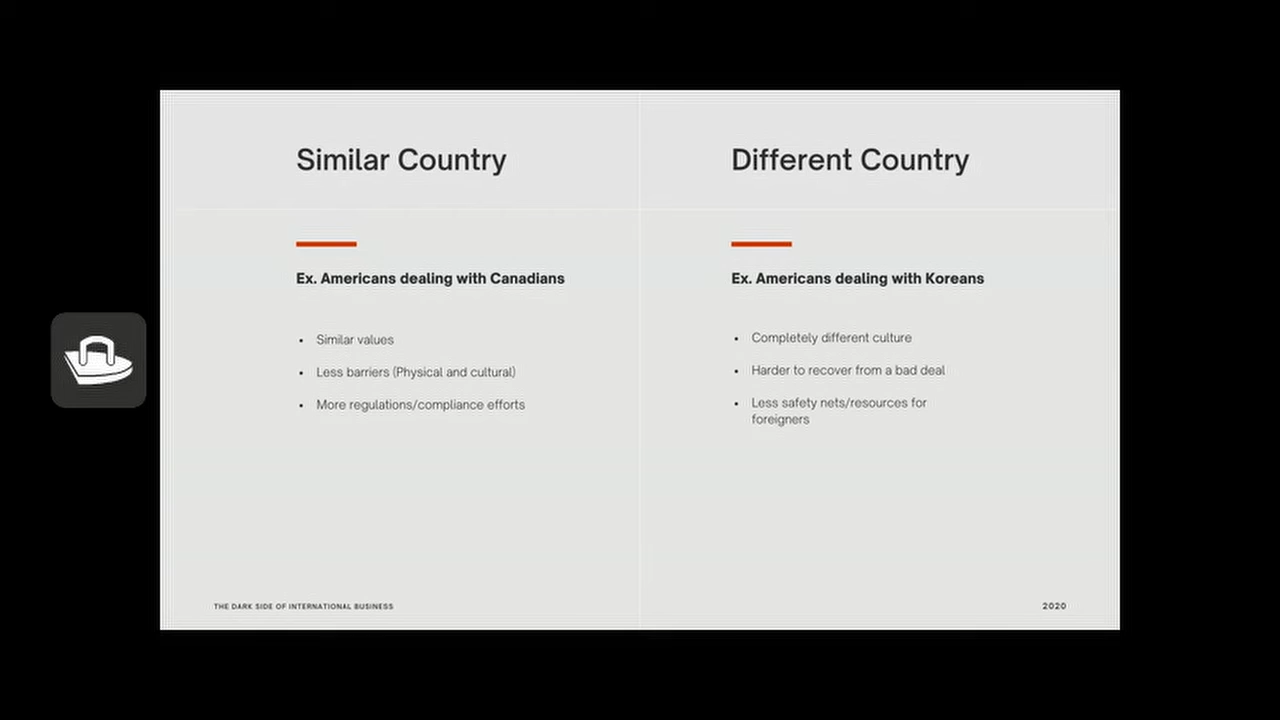 Similar Country
Ex. Americans dealing with Canadians
• Similar values
• Less barriers (Physical and cultural)
• More regulations/compliance efforts
Different Country
Ex. Americans dealing with Koreans
• Completely different culture
• Harder to recover from a bad deal
• Less safety nets/resources for
foreigners
THE DARK SIDE OF INTERNATIONAL BUSINESS
2020